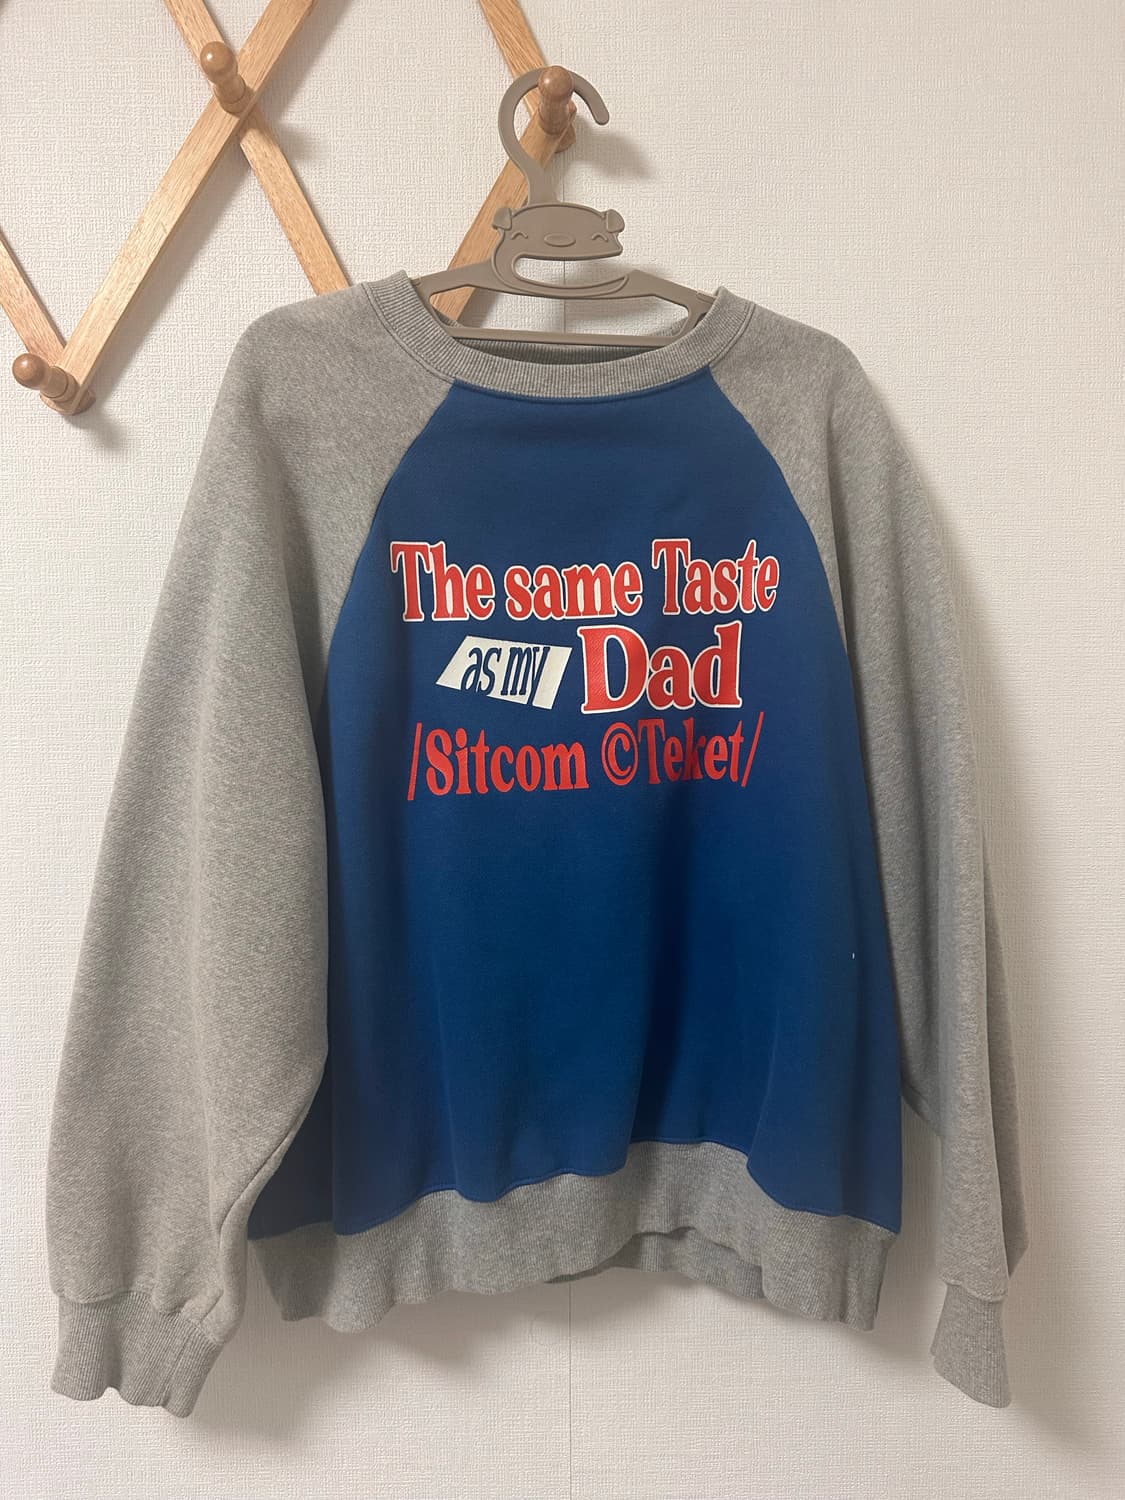 The same Taste
as my Dad
/Sitcom ©Teket/